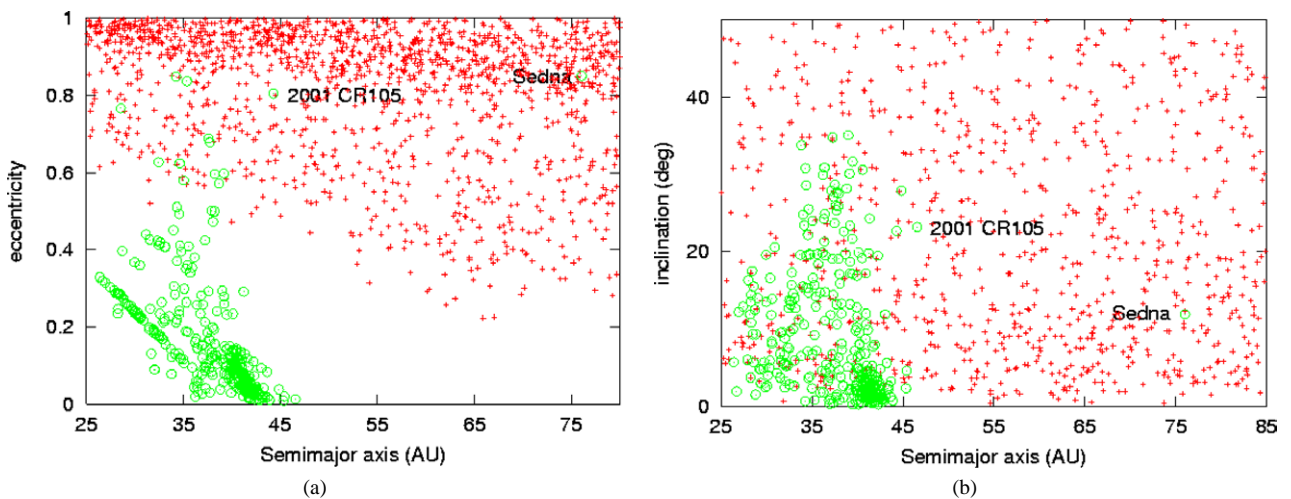 1
0.8
0.6
0.4
0.2
0
eccentricity
Sedna
2001 CR105
25
35
45
55
65
75
Semimajor axis (AU)
(a)
40
20
0
inclination (deg)
2001 CR105
Sedna
25
35
45
55
65
75
85
Semimajor axis (AU)
(b)